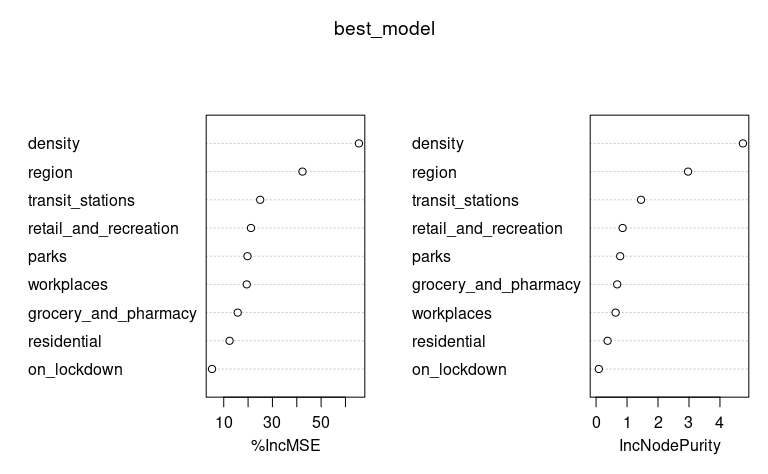 best_model
density
region
transit_stations
retail_and_recreation
parks
workplaces
grocery_and_pharmacy
residential
on_lockdown
10 30 50
%IncMSE
density
region
transit_stations
retail_and_recreation
parks
grocery_and_pharmacy
workplaces
residential
on_lockdown
0 1 2 3 4
IncNodePurity